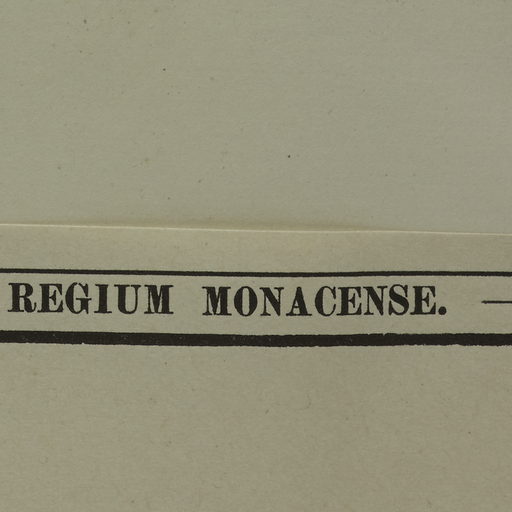 REGIUM MONACENSE. —